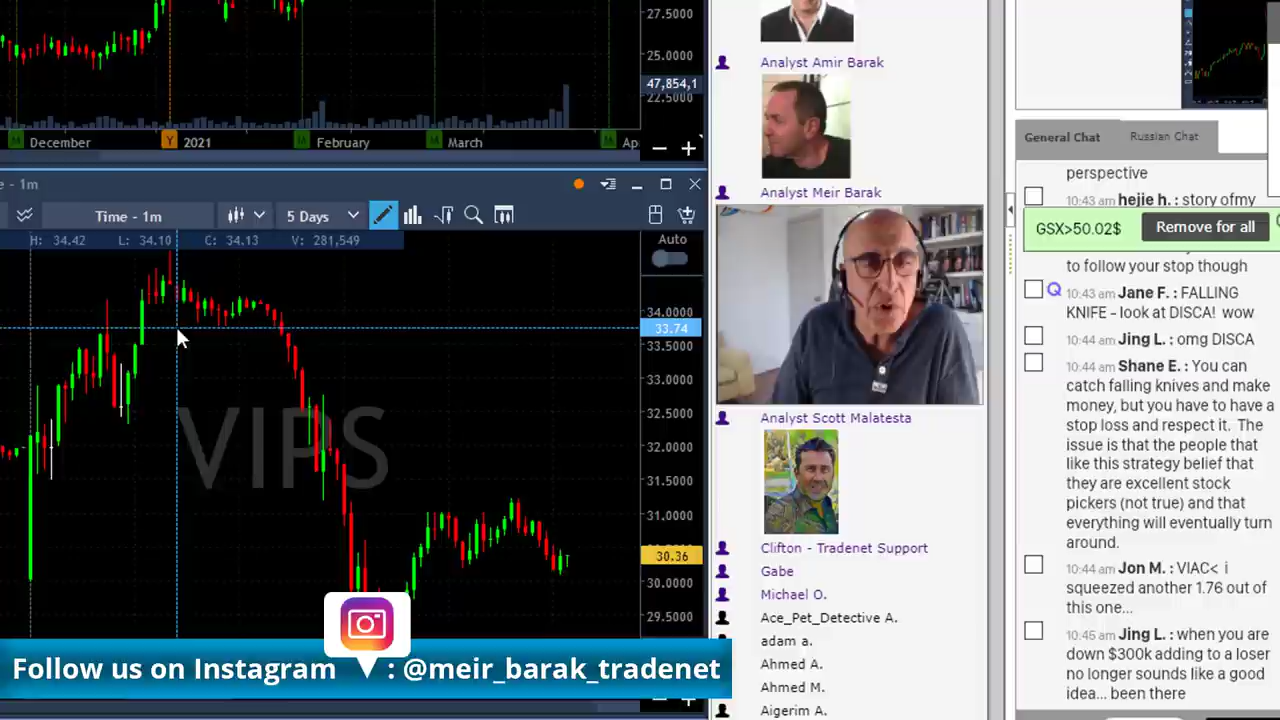 27.5000
25.0000
47,854,1
22.5000
December
Y
2021
February
March
Ap
e - 1m
Time - 1m
5 Days
H: 34.42 L: 34.10 C: 34.13 V: 281,549
Auto
34.0000
33.74
33.5000
33.0000
32.5000
32.0000
31.5000
31.0000
30.36
30.0000
29.5000
VIPS
Follow us on Instagram : @meir_barak_tradenet
Analyst Amir Barak
Analyst Meir Barak
Analyst Scott Malatesta
Clifton - Tradenet Support
Gabe
Michael O.
Ace_Pet_Detective A.
adam a.
Ahmed A.
Ahmed M.
Aigerim A.
General Chat
Russian Chat
perspective
10:43 am hejie h. : story ofmy
GSX>50.02$
Remove for all
to follow your stop though
10:43 am Jane F. : FALLING
KNIFE - look at DISCA! wow
10:44 am Jing L. : omg DISCA
10:44 am Shane E. : You can
catch falling knives and make
money, but you have to have a
stop loss and respect it. The
issue is that the people that
like this strategy belief that
they are excellent stock
pickers (not true) and that
everything will eventually turn
around.
10:44 am Jon M. : VIAC< i
squeezed another 1.76 out of
this one...
10:45 am Jing L. : when you are
down $300k adding to a loser
no longer sounds like a good
idea... been there